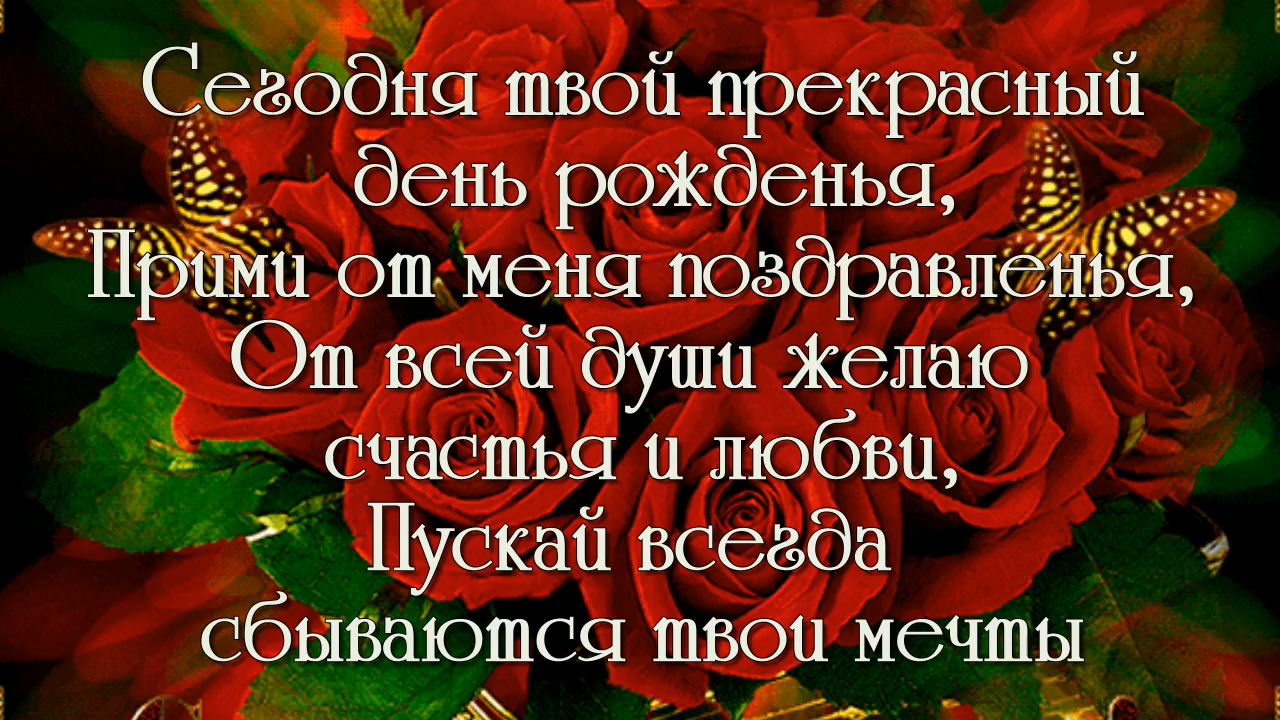 Сегодня твой прекрасный
день рожденья,
Прими от меня поздравленья,
От всей души желаю
счастья и любви,
Пускай всегда
сбываются твои мечты